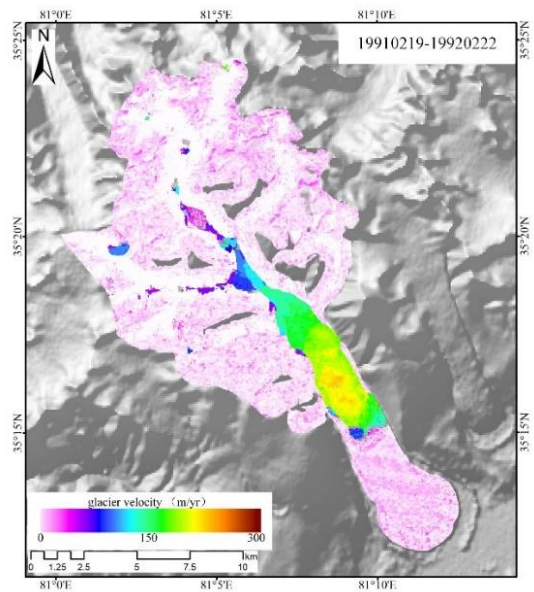 81°0'E 81°5'E 81°10'E
35°25'N 35°25'N
N
19910219-19920222
35°20'N 35°20'N
35°15'N 35°15'N
glacier velocity （m/yr）
0 150 300
km
0 1.25 2.5 5 7.5 10
81°0'E 81°5'E 81°10'E